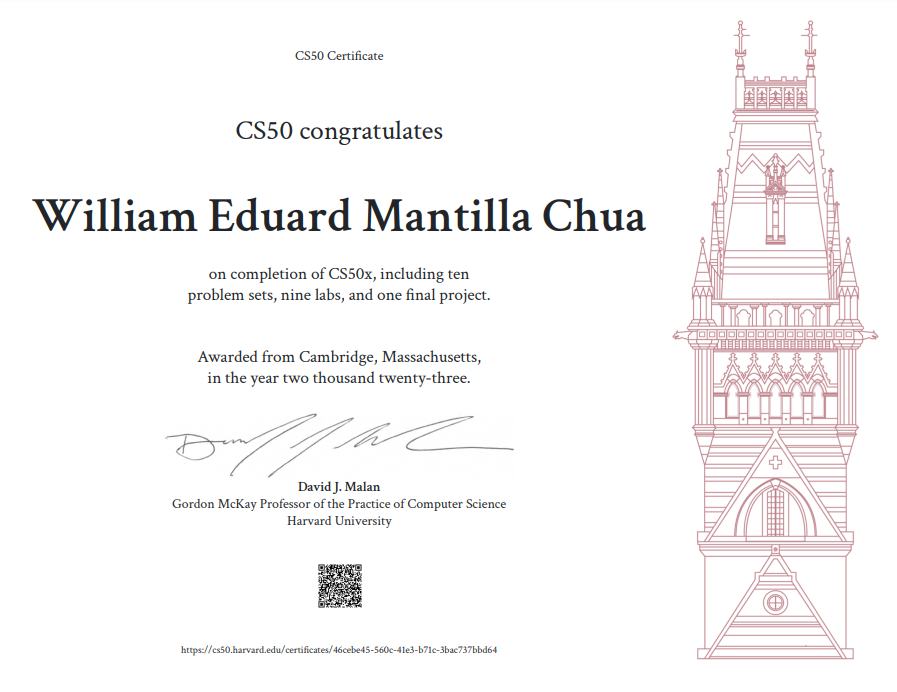 CS50 Certificate
CS50 congratulates
William Eduard Mantilla Chua
on completion of CS50x, including ten
problem sets, nine labs, and one final project.
Awarded from Cambridge, Massachusetts,
in the year two thousand twenty-three.
David J. Malan
Gordon McKay Professor of the Practice of Computer Science
Harvard University
https://cs50.harvard.edu/certificates/46cebe45-560c-41e3-b71c-3bac737bbd64